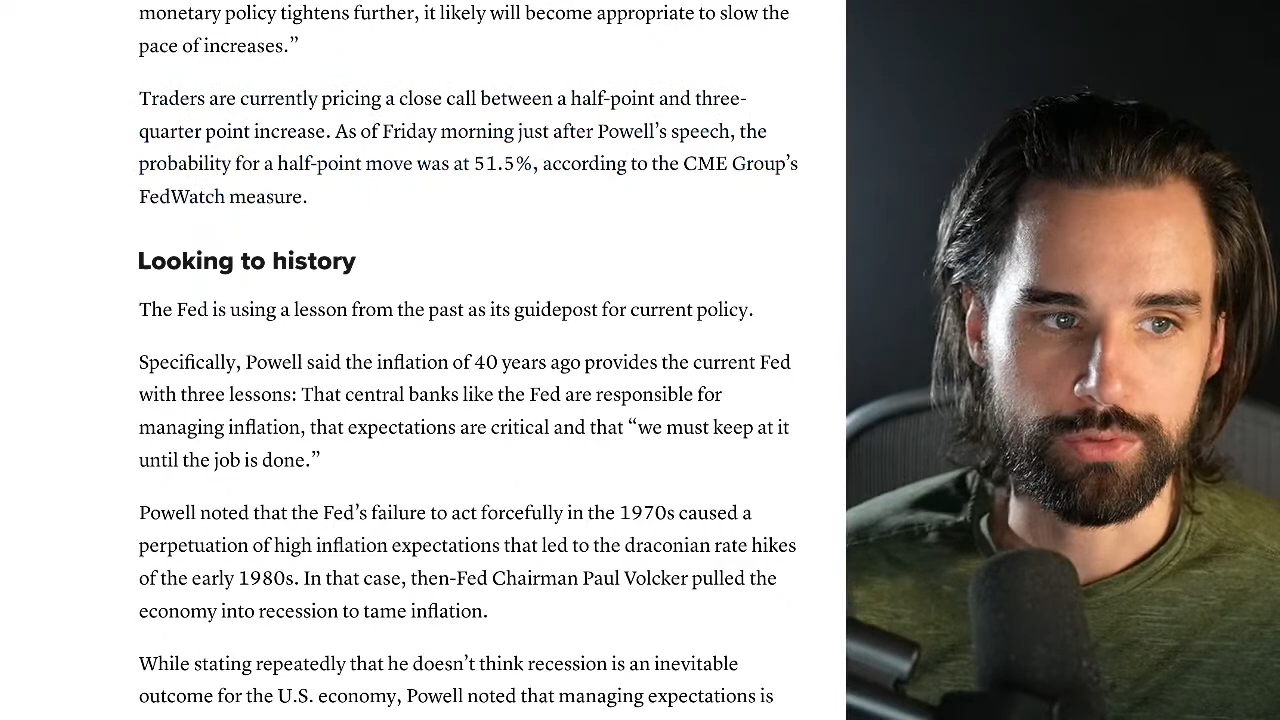 monetary policy tightens further, it likely will become appropriate to slow the
pace of increases.”
Traders are currently pricing a close call between a half-point and three-
quarter point increase. As of Friday morning just after Powell’s speech, the
probability for a half-point move was at 51.5%, according to the CME Group’s
FedWatch measure.
Looking to history
The Fed is using a lesson from the past as its guidepost for current policy.
Specifically, Powell said the inflation of 40 years ago provides the current Fed
with three lessons: That central banks like the Fed are responsible for
managing inflation, that expectations are critical and that “we must keep at it
until the job is done.”
Powell noted that the Fed’s failure to act forcefully in the 1970s caused a
perpetuation of high inflation expectations that led to the draconian rate hikes
of the early 1980s. In that case, then-Fed Chairman Paul Volcker pulled the
economy into recession to tame inflation.
While stating repeatedly that he doesn’t think recession is an inevitable
outcome for the U.S. economy, Powell noted that managing expectations is